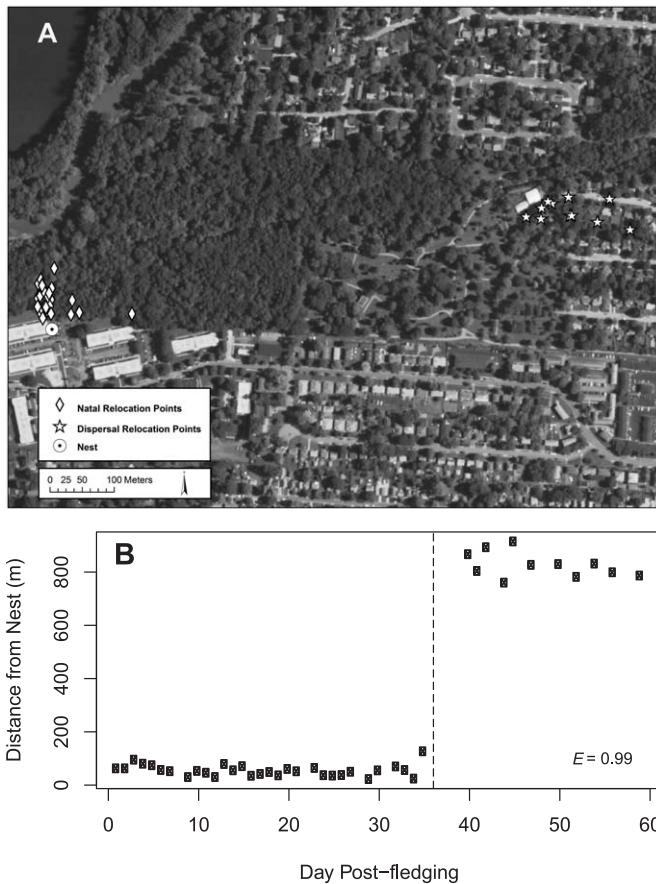 A
Natal Relocation Points
Dispersal Relocation Points
Nest
0 25 50 100 Meters
B
Distance from Nest (m)
800
600
400
200
0
E = 0.99
0 10 20 30 40 50 60
Day Post−fledging